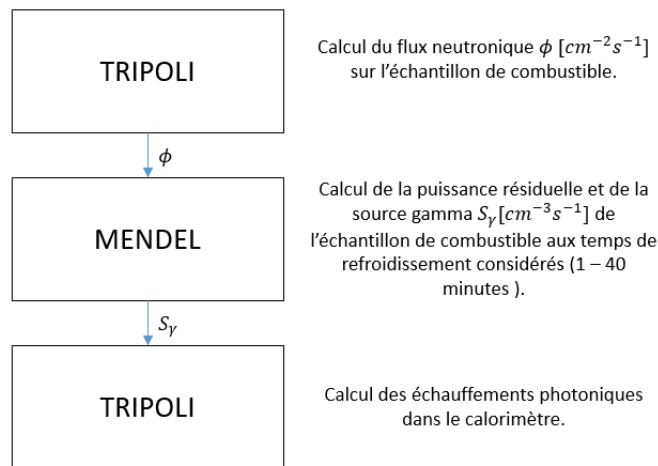 TRIPOLI
Calcul du flux neutronique ϕ [cm⁻²s⁻¹]
sur l'échantillon de combustible.
ϕ
MENDEL
Calcul de la puissance résiduelle et de la
source gamma Sᵧ[cm⁻³s⁻¹] de
l'échantillon de combustible aux temps de
refroidissement considérés (1 – 40
minutes ).
Sᵧ
TRIPOLI
Calcul des échauffements photoniques
dans le calorimètre.